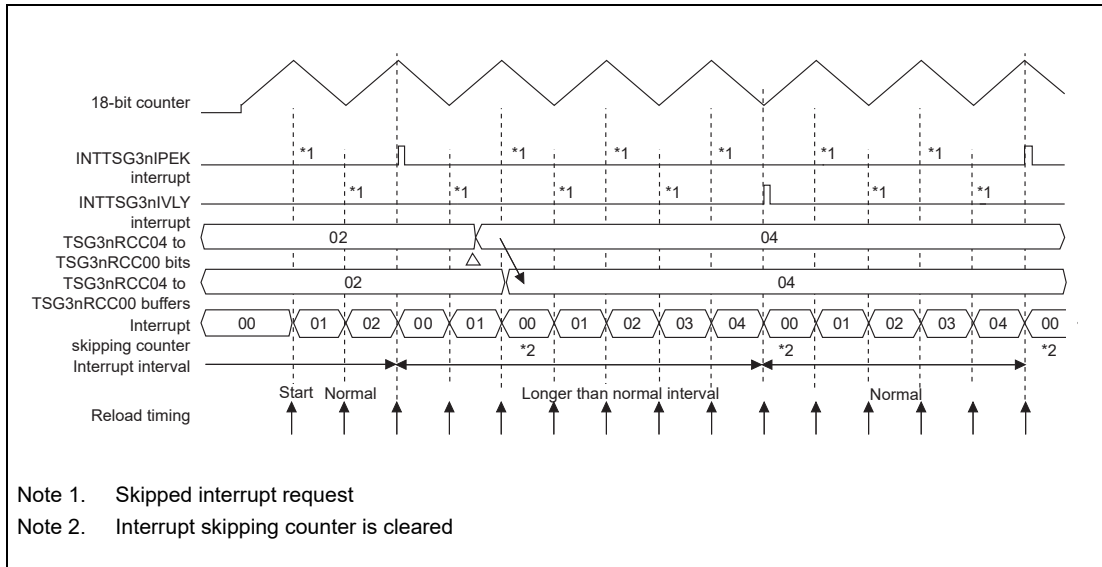 18-bit counter
INTTSG3nIPEK
interrupt
*1 *1 *1 *1 *1 *1
INTTSG3nIVLY
interrupt
*1 *1 *1 *1 *1 *1
TSG3nRCC04 to
TSG3nRCC00 bits
02 04
TSG3nRCC04 to
TSG3nRCC00 buffers
02 04
Interrupt
skipping counter
00 01 02 00 01 00 01 02 03 04 00 01 02 03 04 00
*2 *2 *2
Interrupt interval
Start Normal Longer than normal interval Normal
Reload timing
Note 1. Skipped interrupt request
Note 2. Interrupt skipping counter is cleared